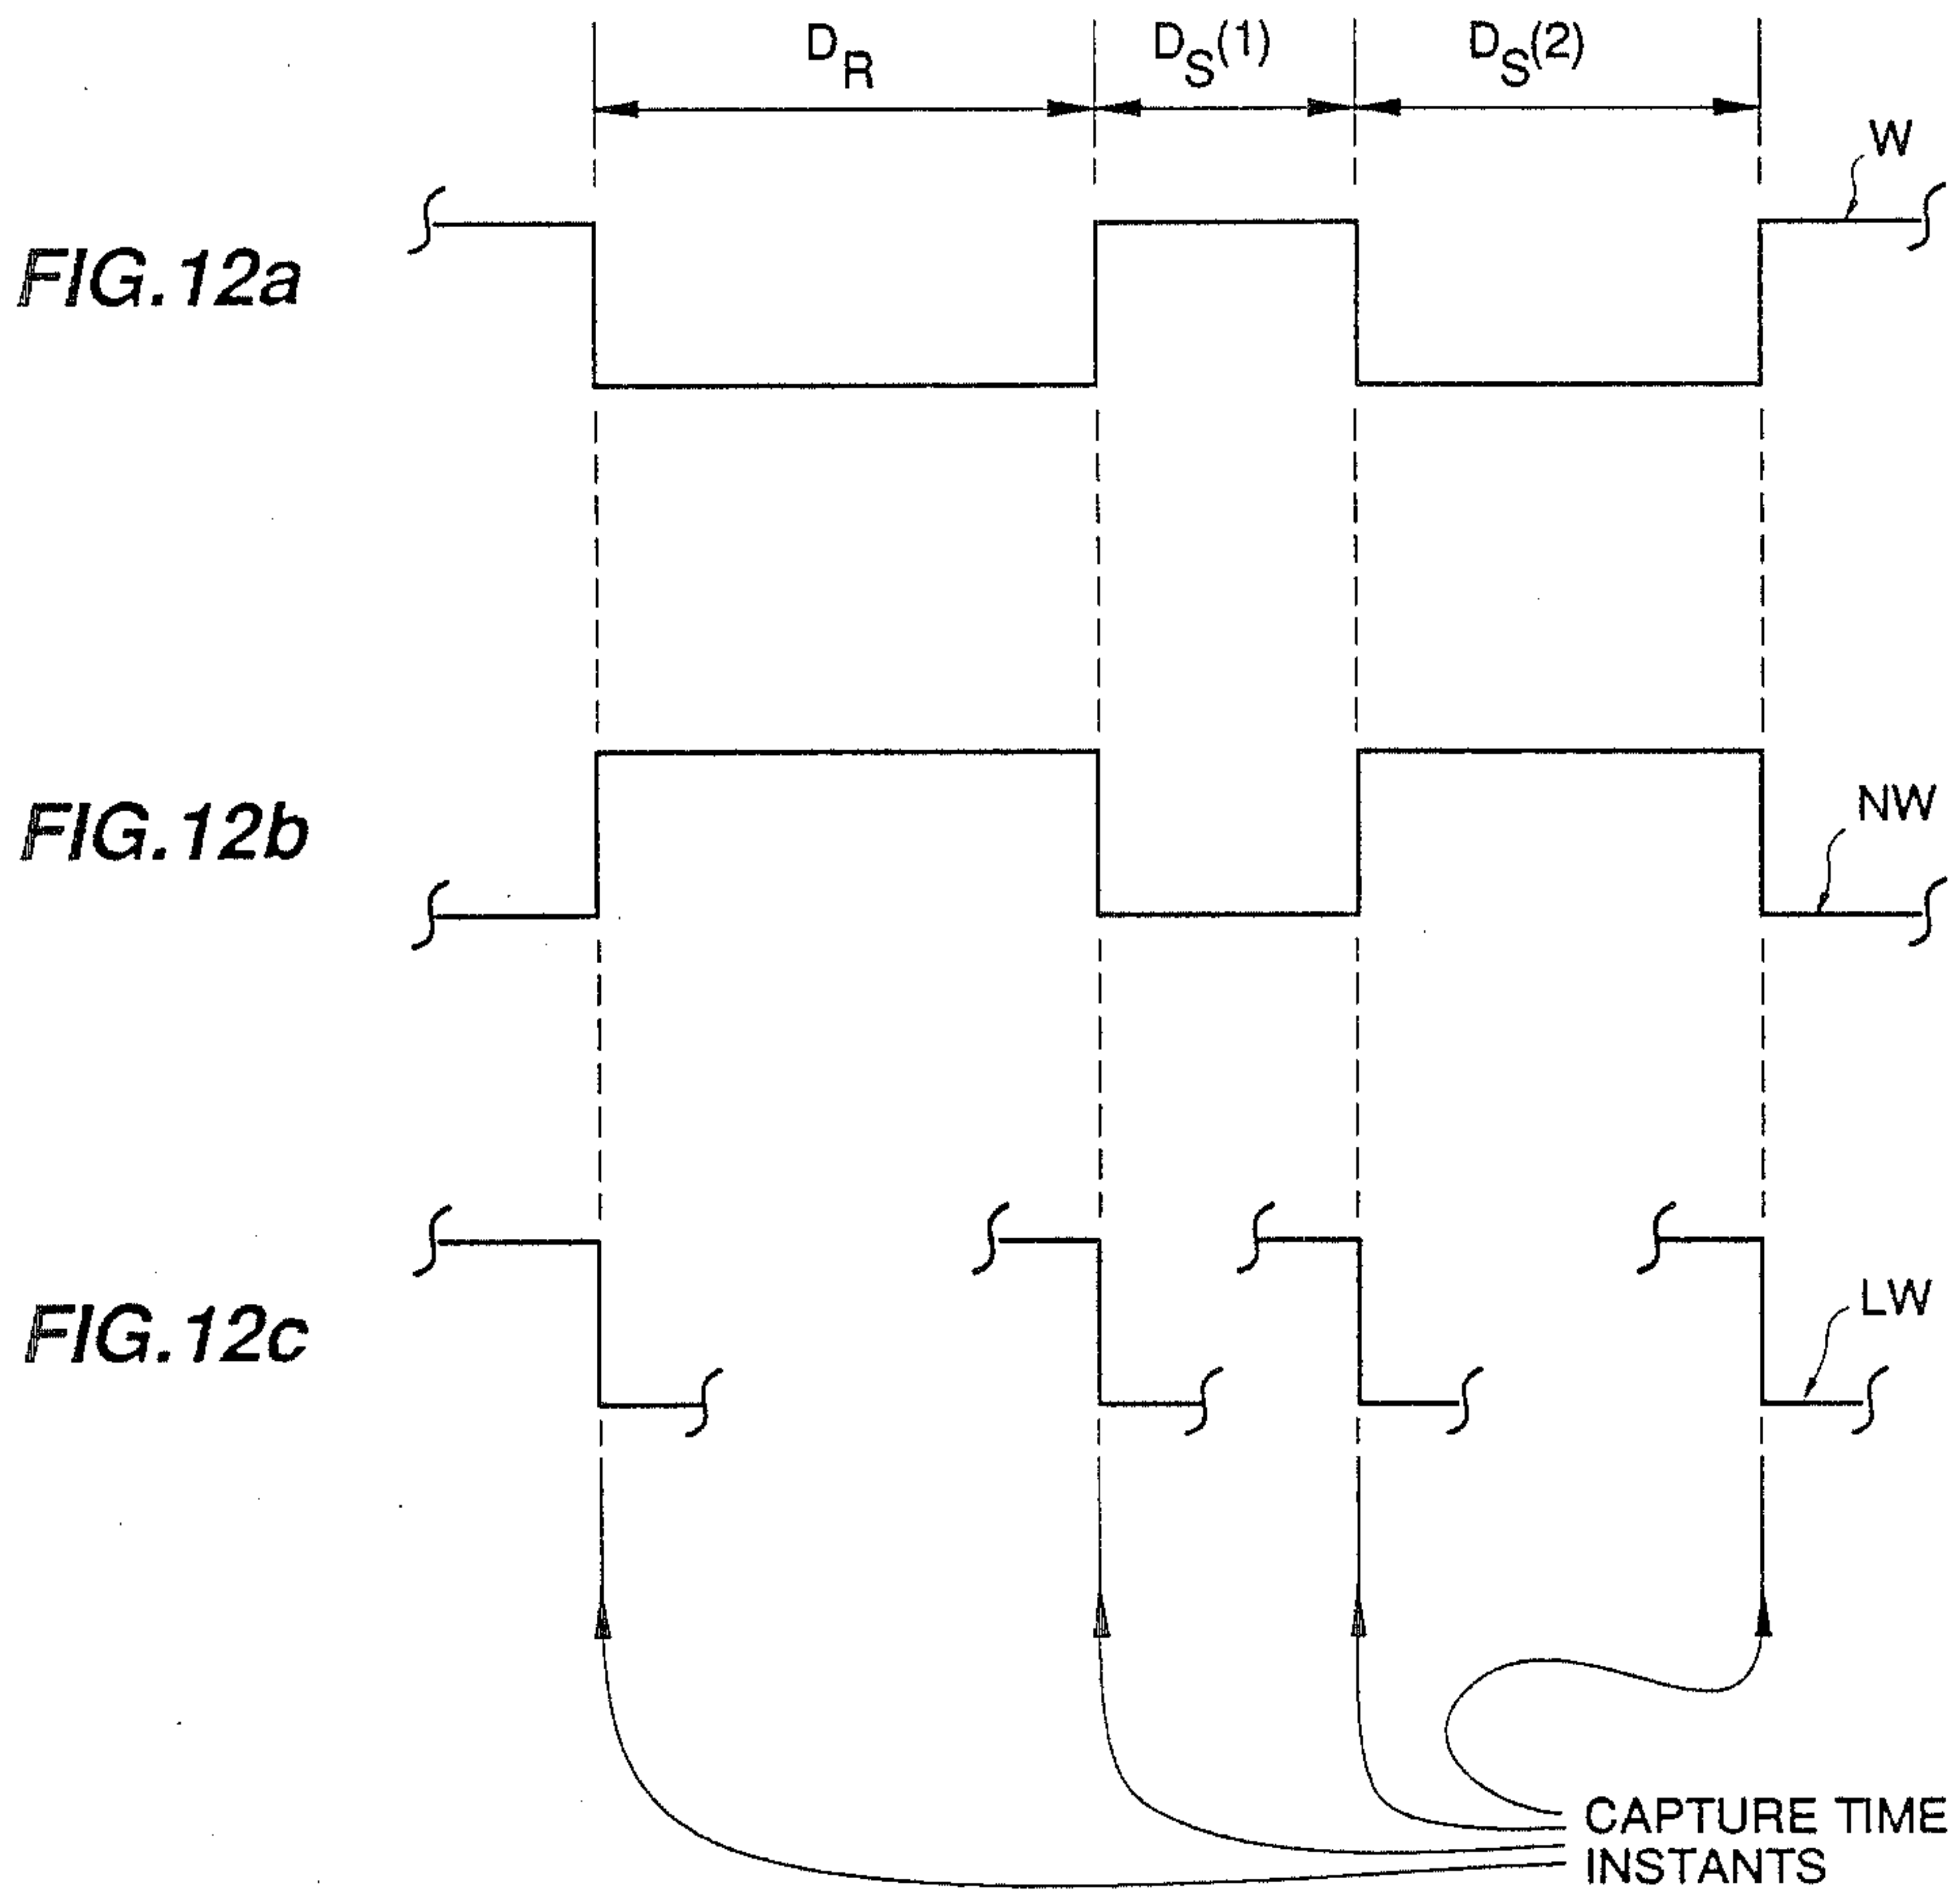 D_R D_S(1) D_S(2)
W
FIG.12a
NW
FIG.12b
LW
FIG.12c
CAPTURE TIME
INSTANTS